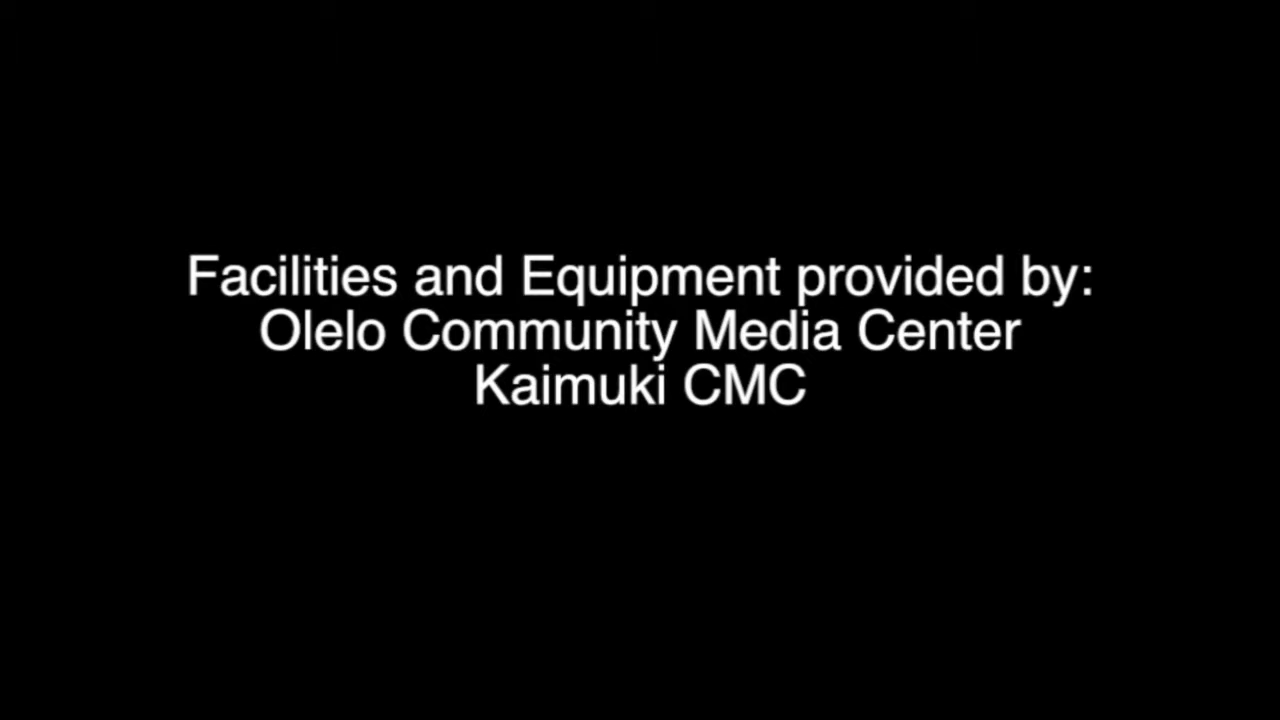 Facilities and Equipment provided by:
Olelo Community Media Center
Kaimuki CMC